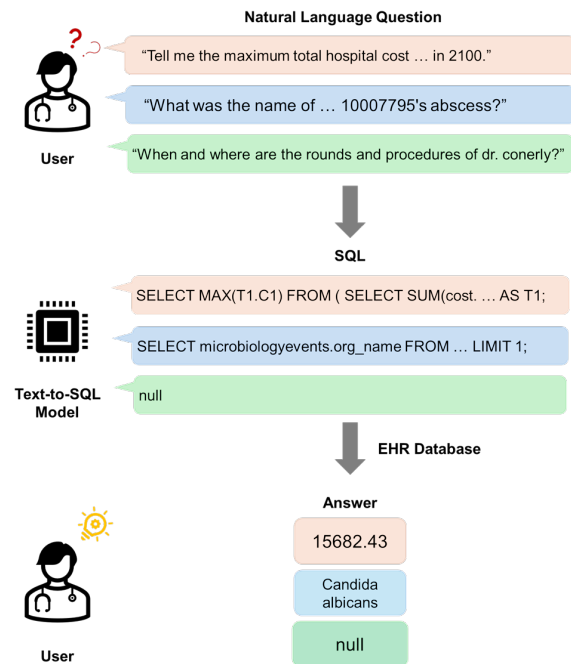 Natural Language Question
? ?
“Tell me the maximum total hospital cost … in 2100.”
“What was the name of … 10007795's abscess?”
User
“When and where are the rounds and procedures of dr. conerly?”
SQL
SELECT MAX(T1.C1) FROM ( SELECT SUM(cost. … AS T1;
SELECT microbiologyevents.org_name FROM … LIMIT 1;
Text-to-SQL
Model
null
EHR Database
Answer
15682.43
Candida
albicans
null
User